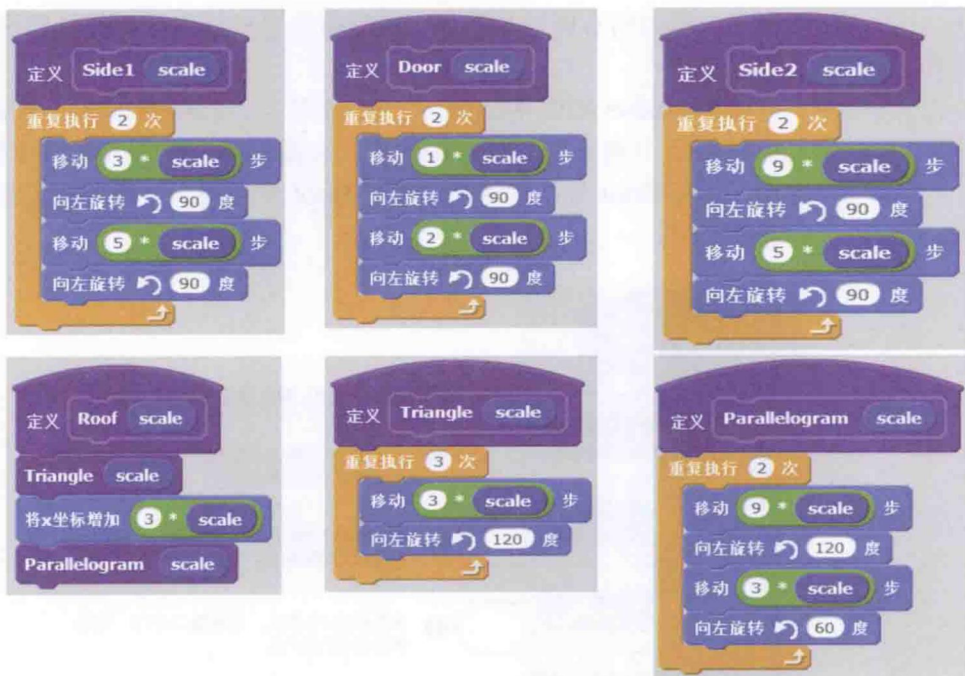 定义 Side1 scale
重复执行 2 次
移动 3 * scale 步
向左旋转 90 度
移动 5 * scale 步
向左旋转 90 度
定义 Door scale
重复执行 2 次
移动 1 * scale 步
向左旋转 90 度
移动 2 * scale 步
向左旋转 90 度
定义 Side2 scale
重复执行 2 次
移动 9 * scale 步
向左旋转 90 度
移动 5 * scale 步
向左旋转 90 度
定义 Roof scale
Triangle scale
将x坐标增加 3 * scale
Parallelogram scale
定义 Triangle scale
重复执行 3 次
移动 3 * scale 步
向左旋转 120 度
定义 Parallelogram scale
重复执行 2 次
移动 9 * scale 步
向左旋转 120 度
移动 3 * scale 步
向左旋转 60 度